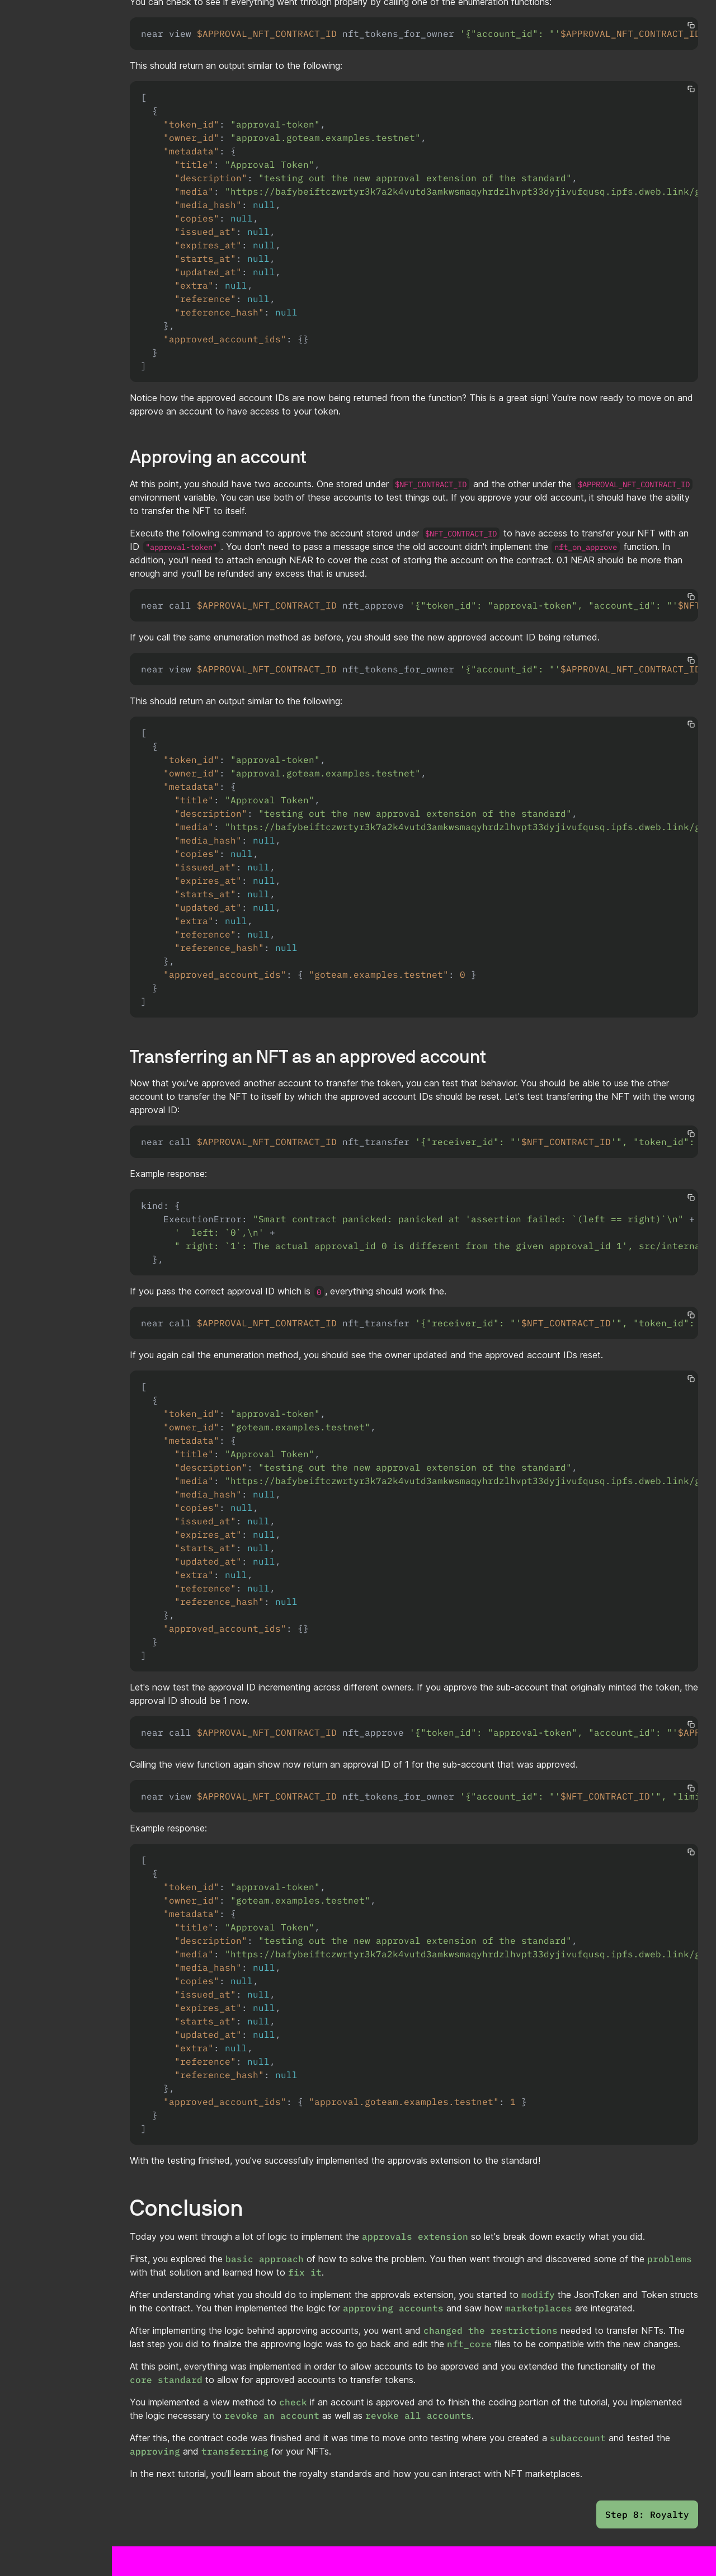 You can check to see if everything went through properly by calling one of the enumeration functions:
near view $APPROVAL_NFT_CONTRACT_ID nft_tokens_for_owner '{"account_id": "'$APPROVAL_NFT_CONTRACT_ID
This should return an output similar to the following:
[
{
"token_id": "approval-token",
"owner_id": "approval.goteam.examples.testnet",
"metadata": {
"title": "Approval Token",
"description": "testing out the new approval extension of the standard",
"media": "https://bafybeiftczwrtyr3k7a2k4vutd3amkwsmaqyhrdzlhvpt33dyjivufqusq.ipfs.dweb.link/g
"media_hash": null,
"copies": null,
"issued_at": null,
"expires_at": null,
"starts_at": null,
"updated_at": null,
"extra": null,
"reference": null,
"reference_hash": null
},
"approved_account_ids": {}
}
]
Notice how the approved account IDs are now being returned from the function? This is a great sign! You're now ready to move on and
approve an account to have access to your token.
Approving an account
At this point, you should have two accounts. One stored under $NFT_CONTRACT_ID and the other under the $APPROVAL_NFT_CONTRACT_ID
environment variable. You can use both of these accounts to test things out. If you approve your old account, it should have the ability
to transfer the NFT to itself.
Execute the following command to approve the account stored under $NFT_CONTRACT_ID to have access to transfer your NFT with an
ID "approval-token". You don't need to pass a message since the old account didn't implement the nft_on_approve function. In
addition, you'll need to attach enough NEAR to cover the cost of storing the account on the contract. 0.1 NEAR should be more than
enough and you'll be refunded any excess that is unused.
near call $APPROVAL_NFT_CONTRACT_ID nft_approve '{"token_id": "approval-token", "account_id": "'$NFT
If you call the same enumeration method as before, you should see the new approved account ID being returned.
near view $APPROVAL_NFT_CONTRACT_ID nft_tokens_for_owner '{"account_id": "'$APPROVAL_NFT_CONTRACT_ID
This should return an output similar to the following:
[
{
"token_id": "approval-token",
"owner_id": "approval.goteam.examples.testnet",
"metadata": {
"title": "Approval Token",
"description": "testing out the new approval extension of the standard",
"media": "https://bafybeiftczwrtyr3k7a2k4vutd3amkwsmaqyhrdzlhvpt33dyjivufqusq.ipfs.dweb.link/g
"media_hash": null,
"copies": null,
"issued_at": null,
"expires_at": null,
"starts_at": null,
"updated_at": null,
"extra": null,
"reference": null,
"reference_hash": null
},
"approved_account_ids": { "goteam.examples.testnet": 0 }
}
]
Transferring an NFT as an approved account
Now that you've approved another account to transfer the token, you can test that behavior. You should be able to use the other
account to transfer the NFT to itself by which the approved account IDs should be reset. Let's test transferring the NFT with the wrong
approval ID:
near call $APPROVAL_NFT_CONTRACT_ID nft_transfer '{"receiver_id": "'$NFT_CONTRACT_ID'", "token_id":
Example response:
kind: {
ExecutionError: "Smart contract panicked: panicked at 'assertion failed: `(left == right)`\n" +
'  left: `0`,\n' +
" right: `1`: The actual approval_id 0 is different from the given approval_id 1', src/interna
},
If you pass the correct approval ID which is 0, everything should work fine.
near call $APPROVAL_NFT_CONTRACT_ID nft_transfer '{"receiver_id": "'$NFT_CONTRACT_ID'", "token_id":
If you again call the enumeration method, you should see the owner updated and the approved account IDs reset.
[
{
"token_id": "approval-token",
"owner_id": "goteam.examples.testnet",
"metadata": {
"title": "Approval Token",
"description": "testing out the new approval extension of the standard",
"media": "https://bafybeiftczwrtyr3k7a2k4vutd3amkwsmaqyhrdzlhvpt33dyjivufqusq.ipfs.dweb.link/g
"media_hash": null,
"copies": null,
"issued_at": null,
"expires_at": null,
"starts_at": null,
"updated_at": null,
"extra": null,
"reference": null,
"reference_hash": null
},
"approved_account_ids": {}
}
]
Let's now test the approval ID incrementing across different owners. If you approve the sub-account that originally minted the token, the
approval ID should be 1 now.
near call $APPROVAL_NFT_CONTRACT_ID nft_approve '{"token_id": "approval-token", "account_id": "'$APP
Calling the view function again show now return an approval ID of 1 for the sub-account that was approved.
near view $APPROVAL_NFT_CONTRACT_ID nft_tokens_for_owner '{"account_id": "'$NFT_CONTRACT_ID'", "limi
Example response:
[
{
"token_id": "approval-token",
"owner_id": "goteam.examples.testnet",
"metadata": {
"title": "Approval Token",
"description": "testing out the new approval extension of the standard",
"media": "https://bafybeiftczwrtyr3k7a2k4vutd3amkwsmaqyhrdzlhvpt33dyjivufqusq.ipfs.dweb.link/g
"media_hash": null,
"copies": null,
"issued_at": null,
"expires_at": null,
"starts_at": null,
"updated_at": null,
"extra": null,
"reference": null,
"reference_hash": null
},
"approved_account_ids": { "approval.goteam.examples.testnet": 1 }
}
]
With the testing finished, you've successfully implemented the approvals extension to the standard!
Conclusion
Today you went through a lot of logic to implement the approvals extension so let's break down exactly what you did.
First, you explored the basic approach of how to solve the problem. You then went through and discovered some of the problems
with that solution and learned how to fix it.
After understanding what you should do to implement the approvals extension, you started to modify the JsonToken and Token structs
in the contract. You then implemented the logic for approving accounts and saw how marketplaces are integrated.
After implementing the logic behind approving accounts, you went and changed the restrictions needed to transfer NFTs. The
last step you did to finalize the approving logic was to go back and edit the nft_core files to be compatible with the new changes.
At this point, everything was implemented in order to allow accounts to be approved and you extended the functionality of the
core standard to allow for approved accounts to transfer tokens.
You implemented a view method to check if an account is approved and to finish the coding portion of the tutorial, you implemented
the logic necessary to revoke an account as well as revoke all accounts.
After this, the contract code was finished and it was time to move onto testing where you created a subaccount and tested the
approving and transferring for your NFTs.
In the next tutorial, you'll learn about the royalty standards and how you can interact with NFT marketplaces.
Step 8: Royalty